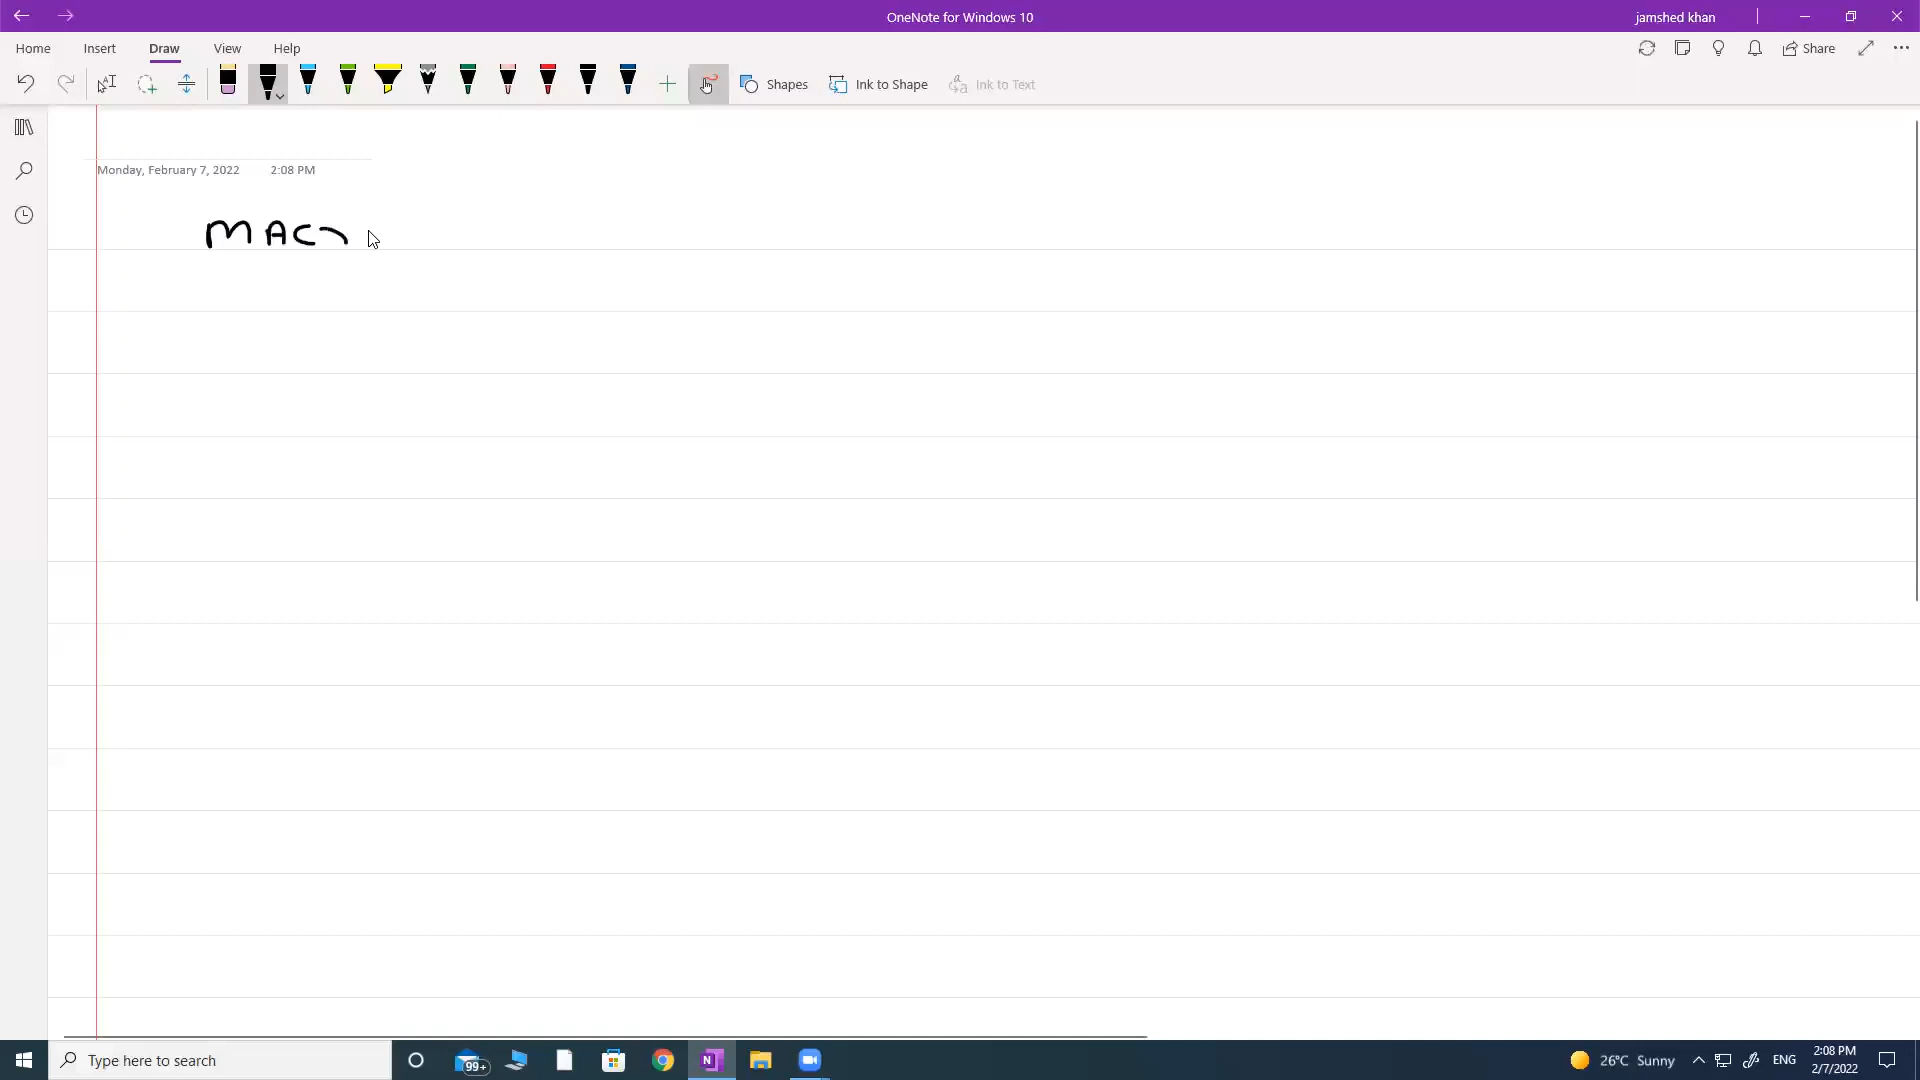 OneNote for Windows 10
jamshed khan
Home Insert Draw View Help
Share
Shapes Ink to Shape Ink to Text
Monday, February 7, 2022 2:08 PM
MAC
Type here to search
99+
N
26°C Sunny
ENG
2:08 PM
2/7/2022